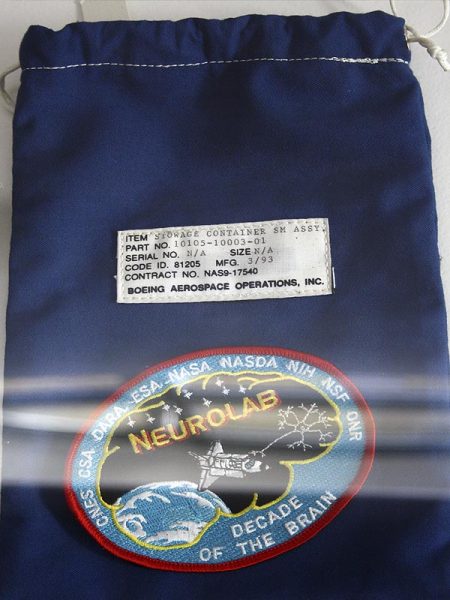 ITEM STOWAGE CONTAINER SM ASSY.
PART NO. 10105-10003-01
SERIAL NO. N/A SIZE N/A
CODE ID. 81205 MFG. 3/93
CONTRACT NO. NAS9-17540
BOEING AEROSPACE OPERATIONS, INC.
CNES CSA DARA ESA NASA NASDA NIH NSF ONR
NEUROLAB
DECADE
OF THE BRAIN